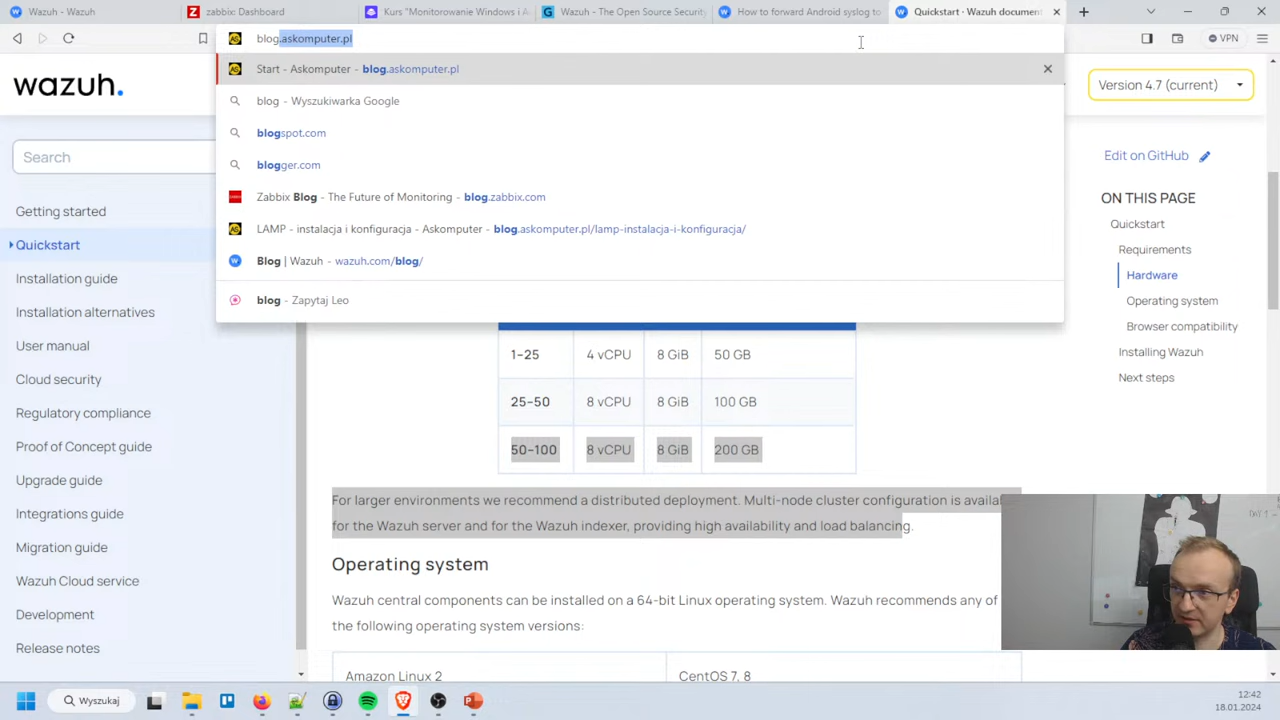 Wazuh - Wazuh
zabbix: Dashboard
Kurs "Monitorowanie Windows i A
Wazuh - The Open Source Security
How to forward Android syslog to
Quickstart · Wazuh document
blog.askomputer.pl
VPN
Start - Askomputer - blog.askomputer.pl
blog - Wyszukiwarka Google
blogspot.com
blogger.com
Zabbix Blog - The Future of Monitoring - blog.zabbix.com
LAMP - instalacja i konfiguracja - Askomputer - blog.askomputer.pl/lamp-instalacja-i-konfiguracja/
Blog | Wazuh - wazuh.com/blog/
blog - Zapytaj Leo
wazuh.
Version 4.7 (current)
Search
Getting started
Quickstart
Installation guide
Installation alternatives
User manual
Cloud security
Regulatory compliance
Proof of Concept guide
Upgrade guide
Integrations guide
Migration guide
Wazuh Cloud service
Development
Release notes
1–25 4 vCPU 8 GiB 50 GB
25–50 8 vCPU 8 GiB 100 GB
50–100 8 vCPU 8 GiB 200 GB
For larger environments we recommend a distributed deployment. Multi-node cluster configuration is
for the Wazuh server and for the Wazuh indexer, providing high availability and load balancing.
Operating system
Wazuh central components can be installed on a 64-bit Linux operating system. Wazuh recommends any of
the following operating system versions:
Amazon Linux 2
CentOS 7, 8
Edit on GitHub
ON THIS PAGE
Quickstart
Requirements
Hardware
Operating system
Browser compatibility
Installing Wazuh
Next steps
Wyszukaj
12:42
18.01.2024